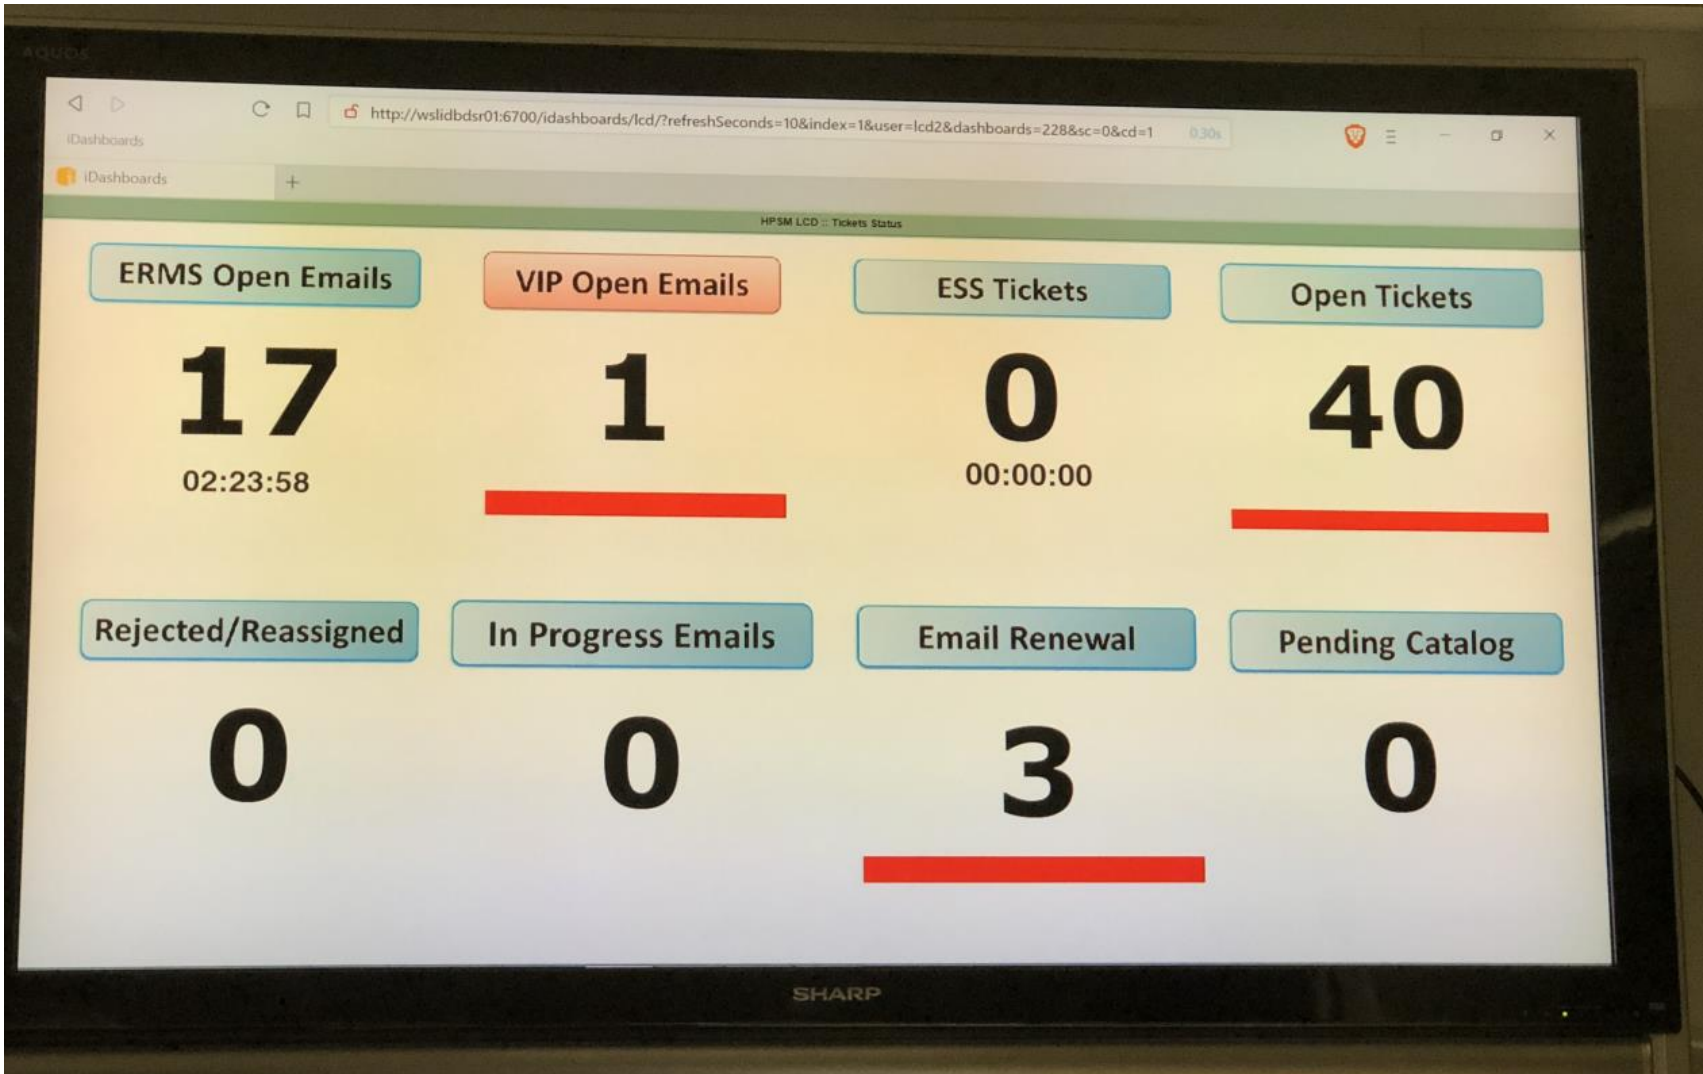 AQUOS
http://wslidbdsr01:6700/idashboards/lcd/?refreshSeconds=10&index=1&user=lcd2&dashboards=228&sc=0&cd=1 0.30s
iDashboards
iDashboards
HPSM LCD :: Tickets Status
ERMS Open Emails VIP Open Emails ESS Tickets Open Tickets
17 1 0 40
02:23:58 00:00:00
Rejected/Reassigned In Progress Emails Email Renewal Pending Catalog
0 0 3 0
SHARP